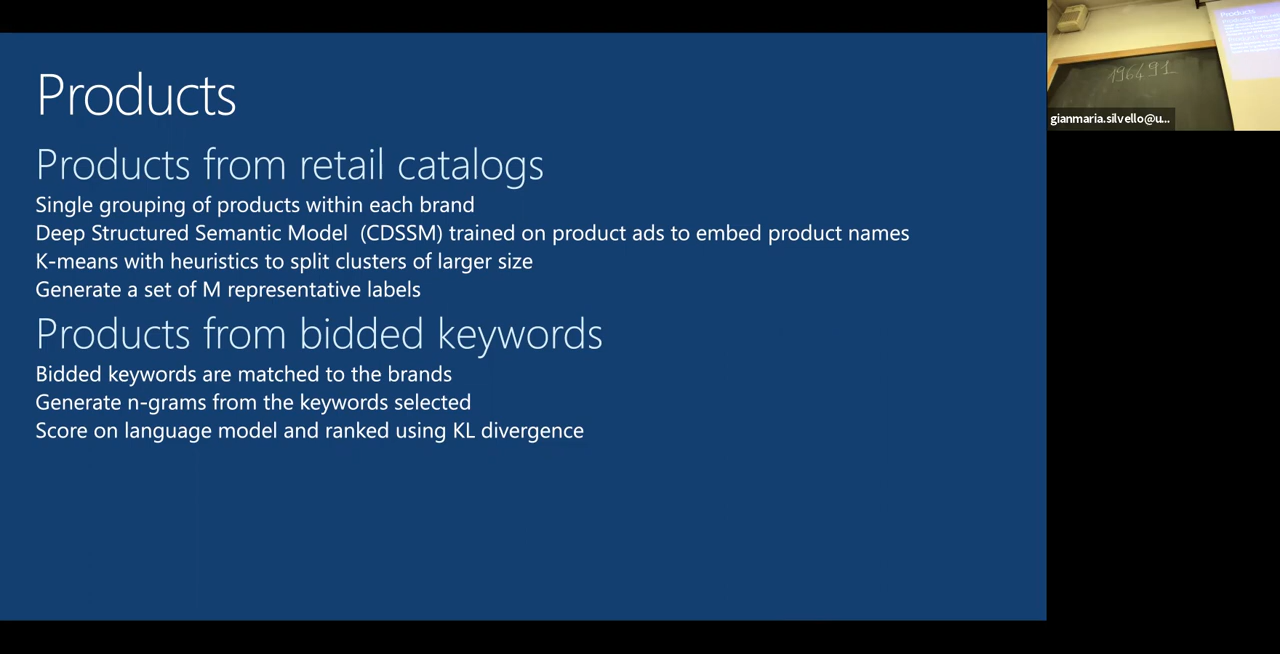 Products
Products from retail catalogs
Single grouping of products within each brand
Deep Structured Semantic Model  (CDSSM) trained on product ads to embed product names
K-means with heuristics to split clusters of larger size
Generate a set of M representative labels
Products from bidded keywords
Bidded keywords are matched to the brands
Generate n-grams from the keywords selected
Score on language model and ranked using KL divergence
196491
gianmaria.silvello@u...
Products